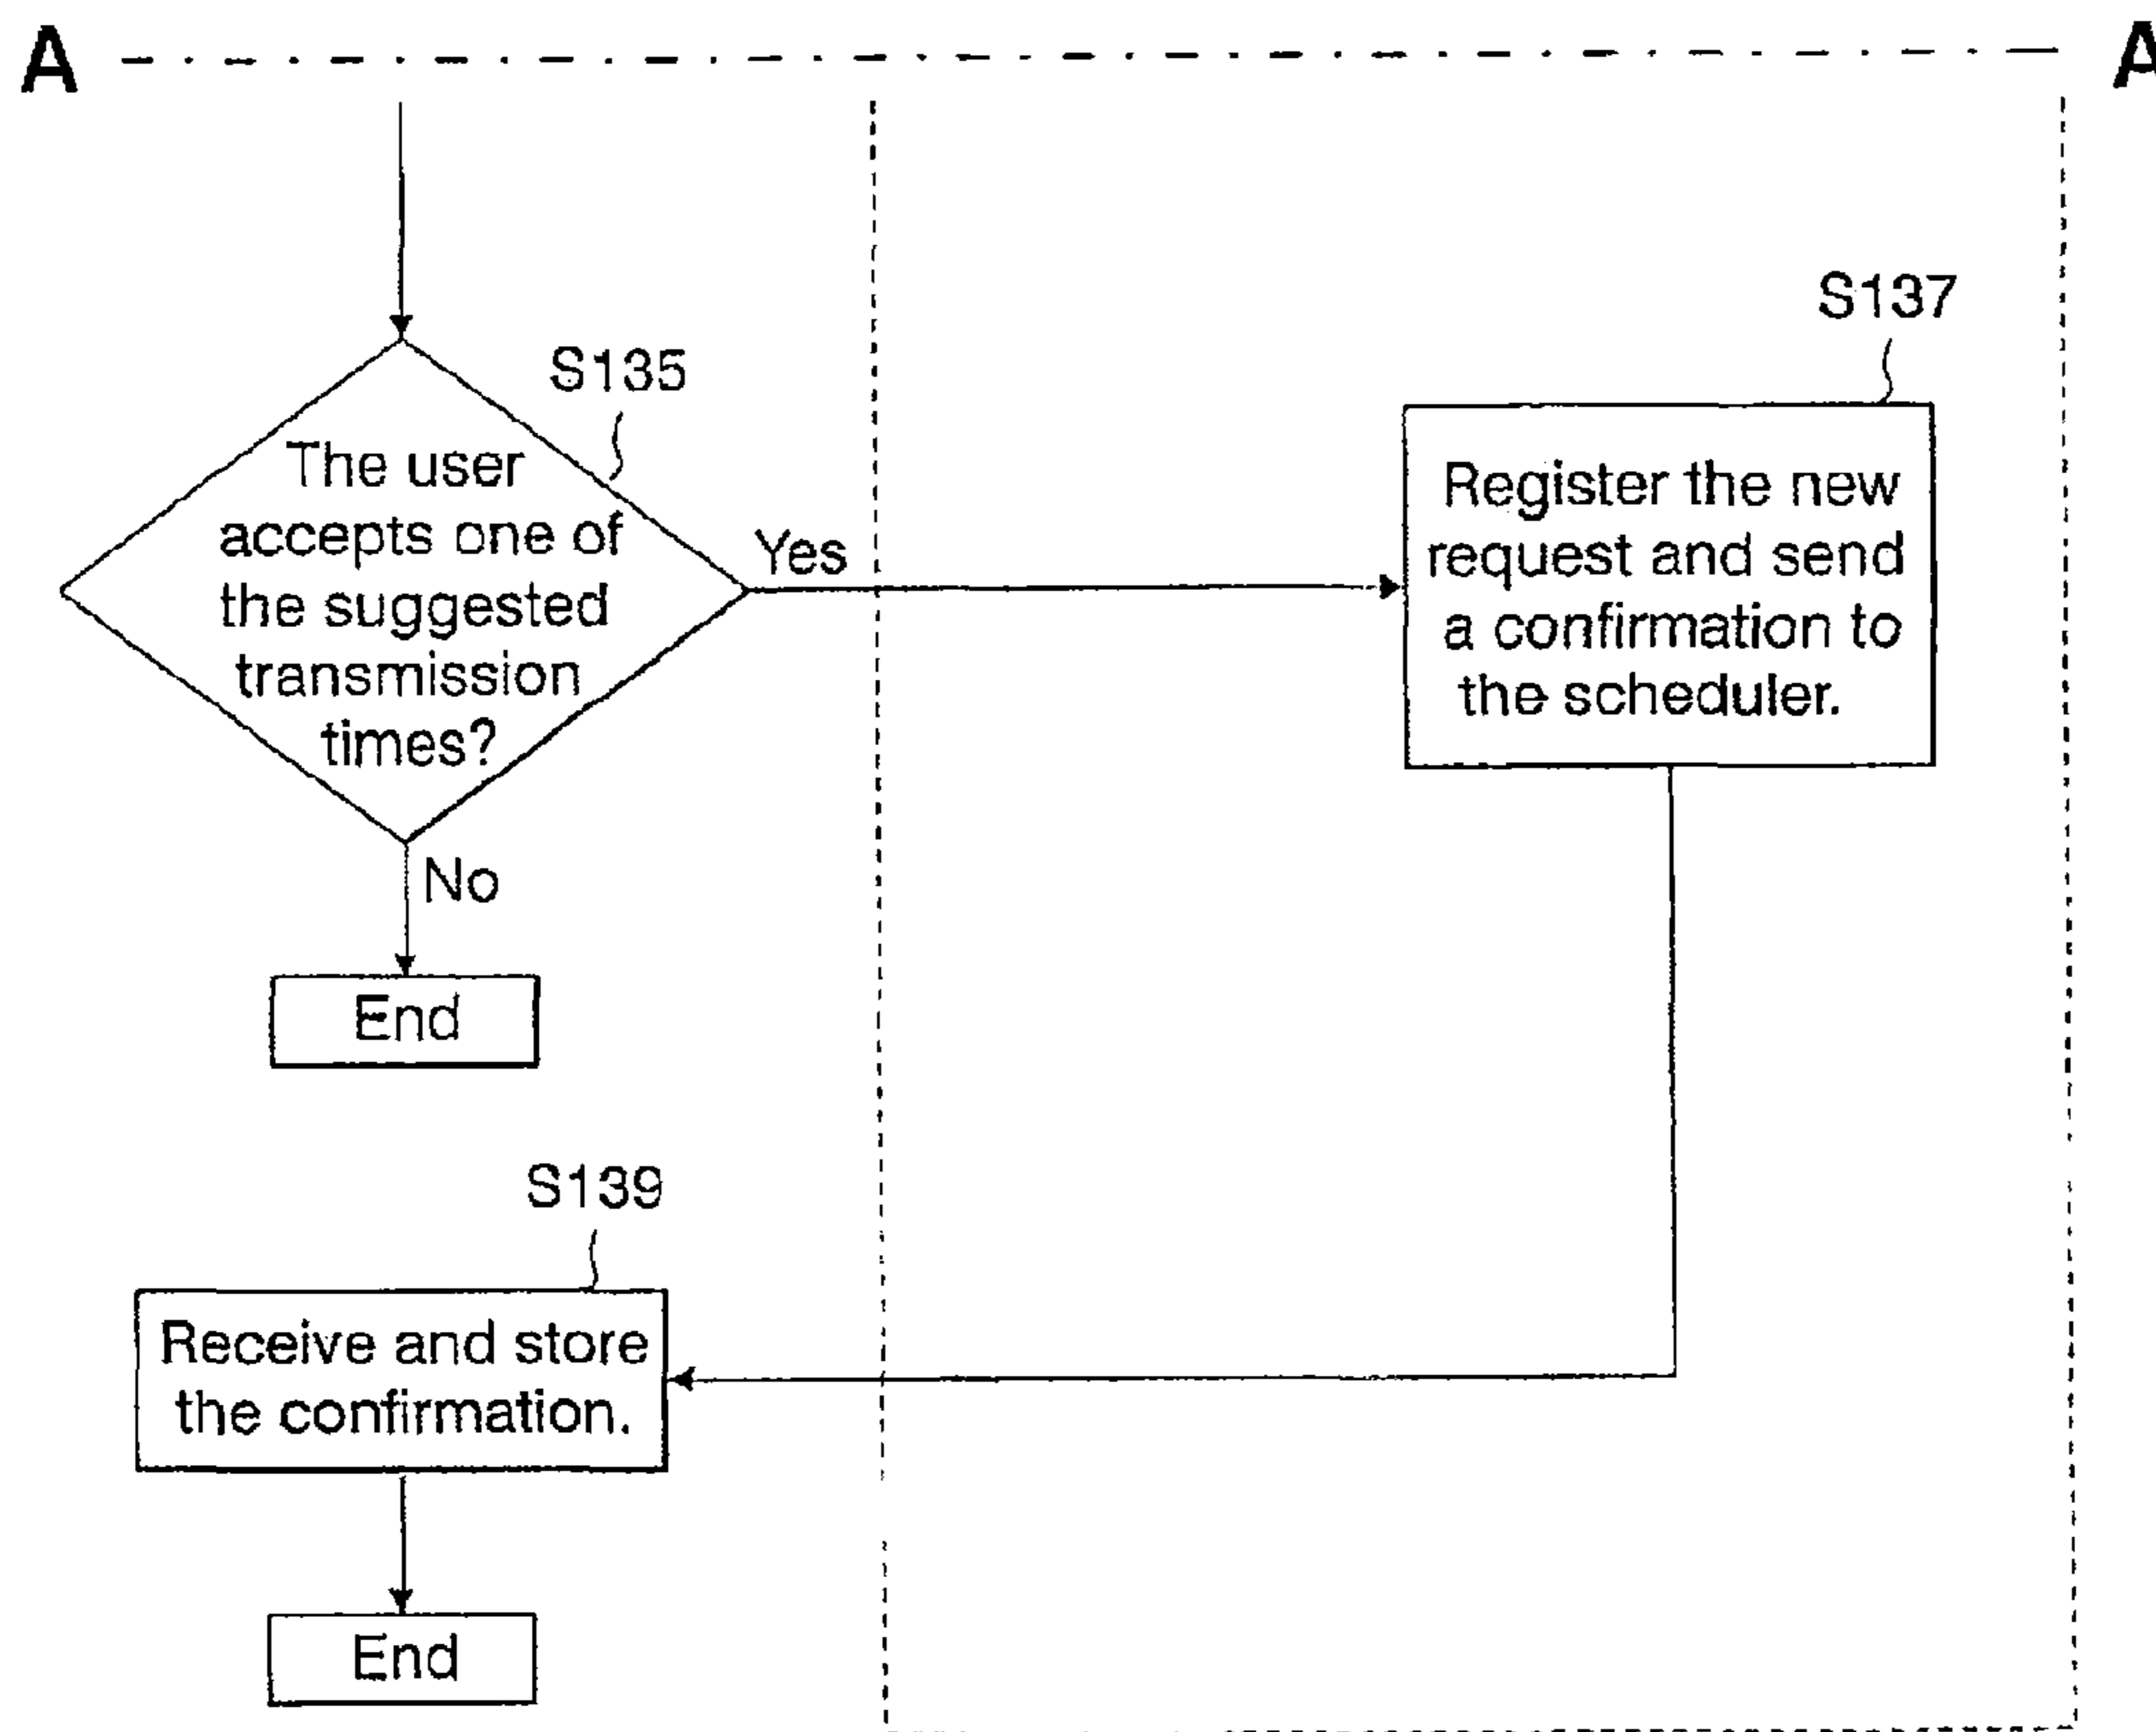 A
A
S135
The user
accepts one of
the suggested
transmission
times?
Yes
No
End
S137
Register the new
request and send
a confirmation to
the scheduler.
S139
Receive and store
the confirmation.
End